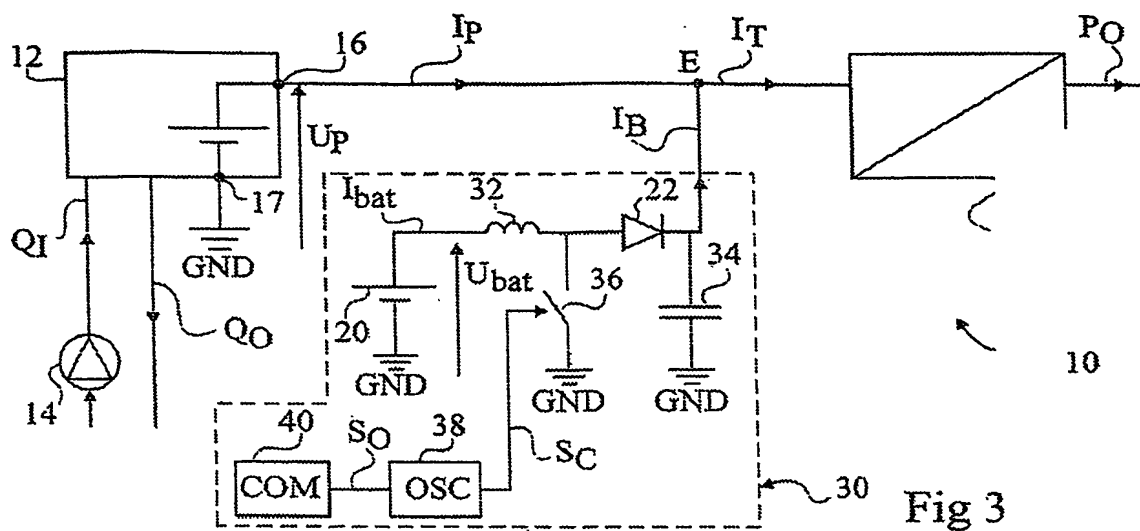 12
16
IP
E
IT
PO
UP
IB
17
QI
GND
QO
14
Ibat
32
22
Ubat
20
GND
36
GND
34
GND
10
40
COM
SO
38
OSC
SC
30
Fig 3